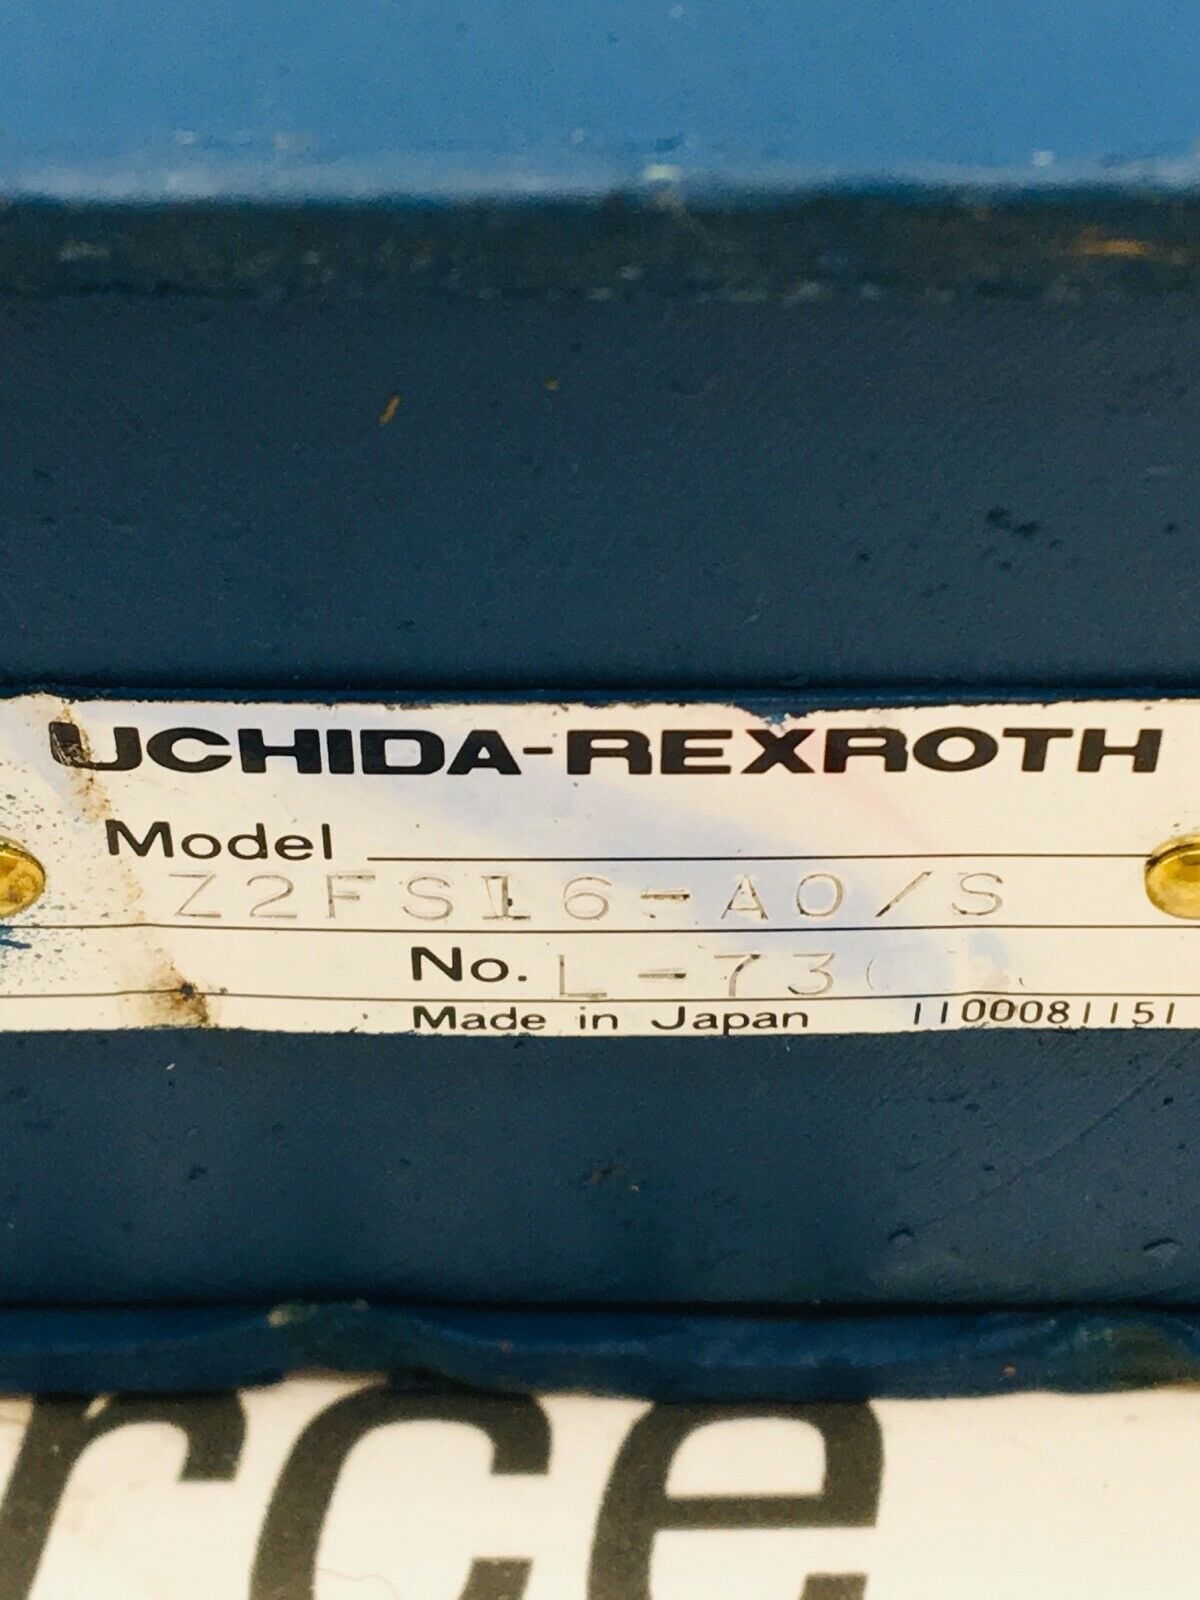 UCHIDA-REXROTH
Model
Z2FS16-A0/S
No.
Made in Japan 1100081151
rce